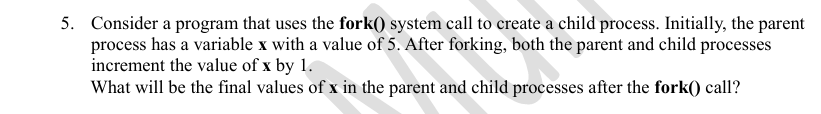 5. Consider a program that uses the fork() system call to create a child process. Initially, the parent
process has a variable x with a value of 5. After forking, both the parent and child processes
increment the value of x by 1.
What will be the final values of x in the parent and child processes after the fork() call?